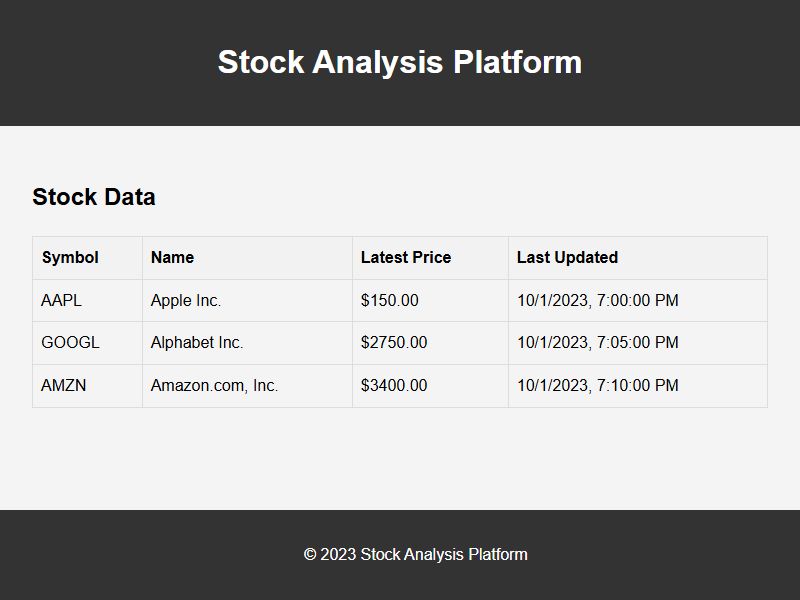 Stock Analysis Platform
Stock Data
Symbol Name Latest Price Last Updated
AAPL Apple Inc. $150.00 10/1/2023, 7:00:00 PM
GOOGL Alphabet Inc. $2750.00 10/1/2023, 7:05:00 PM
AMZN Amazon.com, Inc. $3400.00 10/1/2023, 7:10:00 PM
© 2023 Stock Analysis Platform